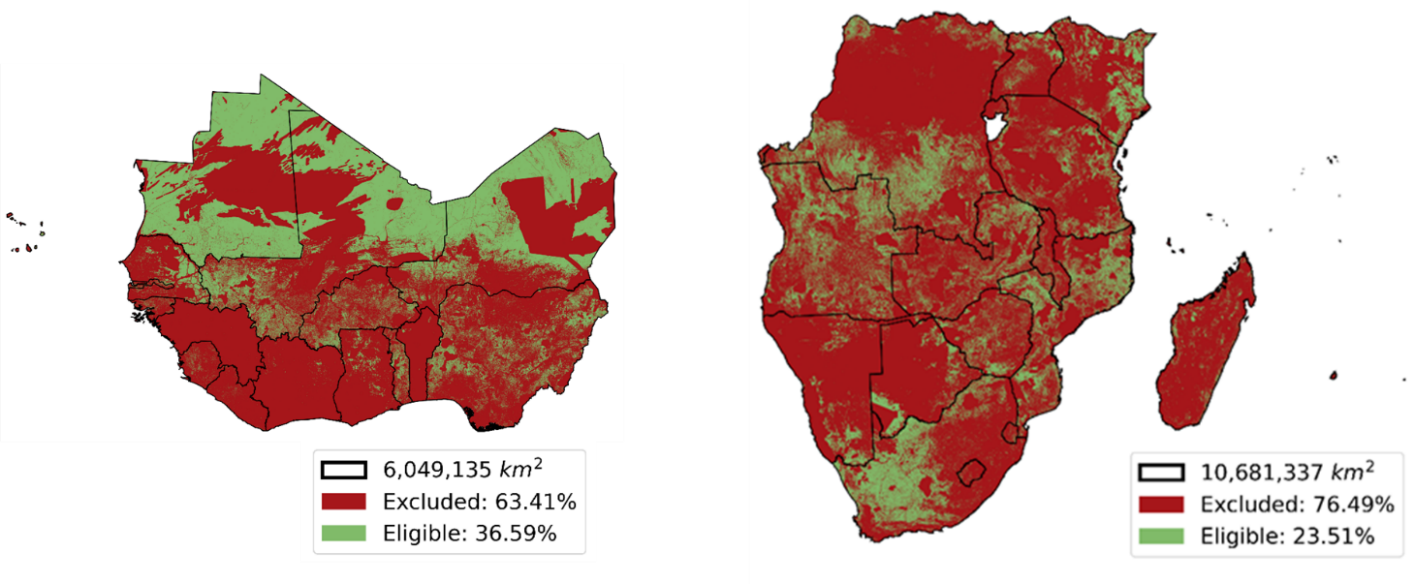 6,049,135 km²
Excluded: 63.41%
Eligible: 36.59%
10,681,337 km²
Excluded: 76.49%
Eligible: 23.51%